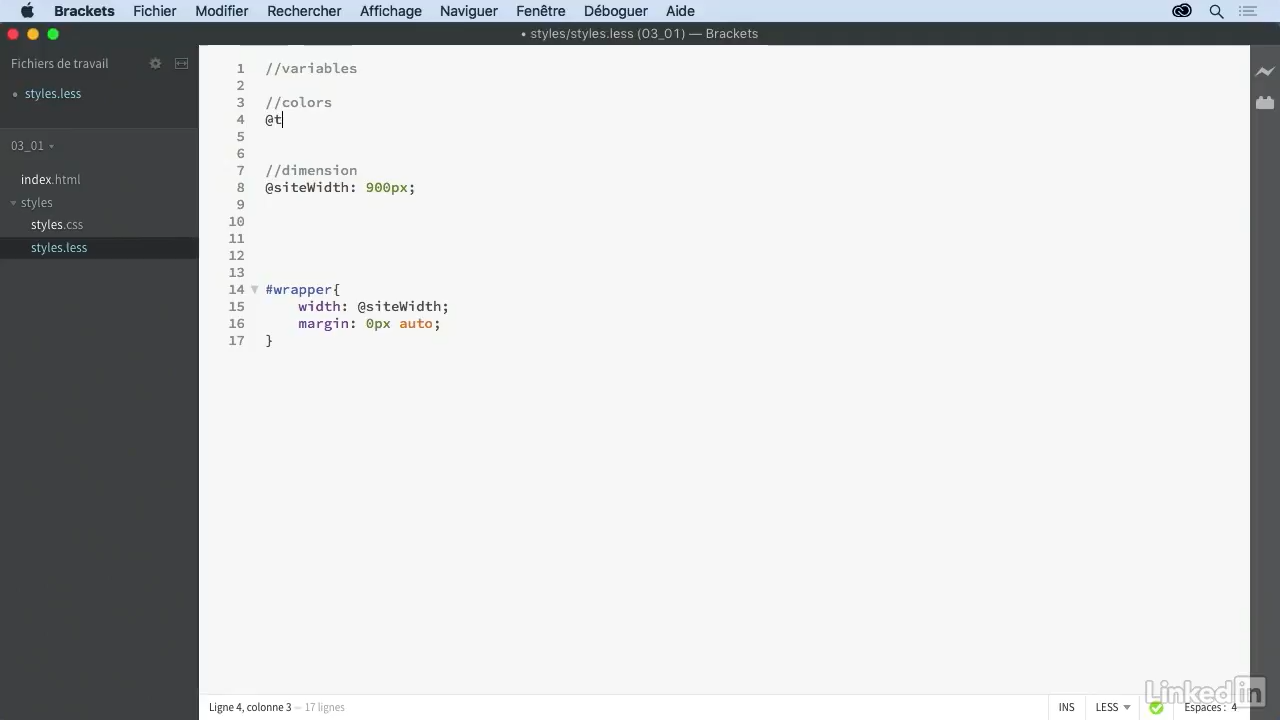 Brackets Fichier Modifier Rechercher Affichage Naviguer Fenêtre Déboguer Aide
• styles/styles.less (03_01) — Brackets
Fichiers de travail
• styles.less
03_01
index.html
styles
styles.css
styles.less
1 //variables
2
3 //colors
4 @t
5
6
7 //dimension
8 @siteWidth: 900px;
9
10
11
12
13
14 #wrapper{
15 width: @siteWidth;
16 margin: 0px auto;
17 }
Ligne 4, colonne 3 — 17 lignes
INS LESS Espaces : 4
Linked in